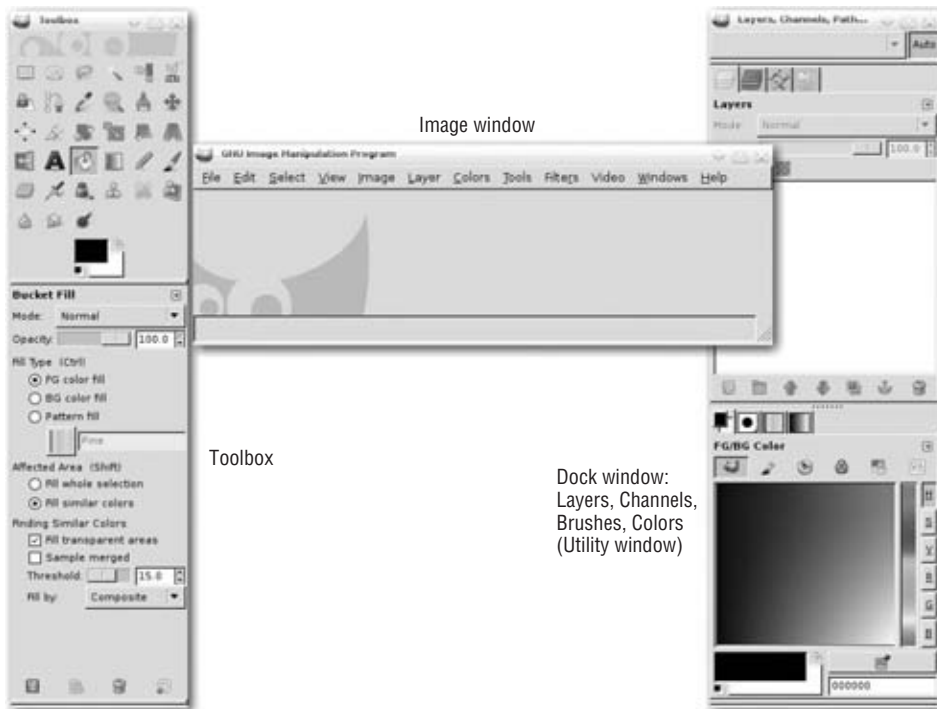 Toolbox
Image window
GNU Image Manipulation Program
File Edit Select View Image Layer Colors Tools Filters Video Windows Help
Bucket Fill
Mode: Normal
Opacity: 100.0
Fill Type (Ctrl)
FG color fill
BG color fill
Pattern fill
Pine
Affected Area (Shift)
Fill whole selection
Fill similar colors
Finding Similar Colors
Fill transparent areas
Sample merged
Threshold: 15.0
Fill by: Composite
Toolbox
Dock window:
Layers, Channels,
Brushes, Colors
(Utility window)
Layers, Channels, Path...
Auto
Layers
Mode: Normal
100.0
FG/BG Color
H
S
V
R
G
B
000000